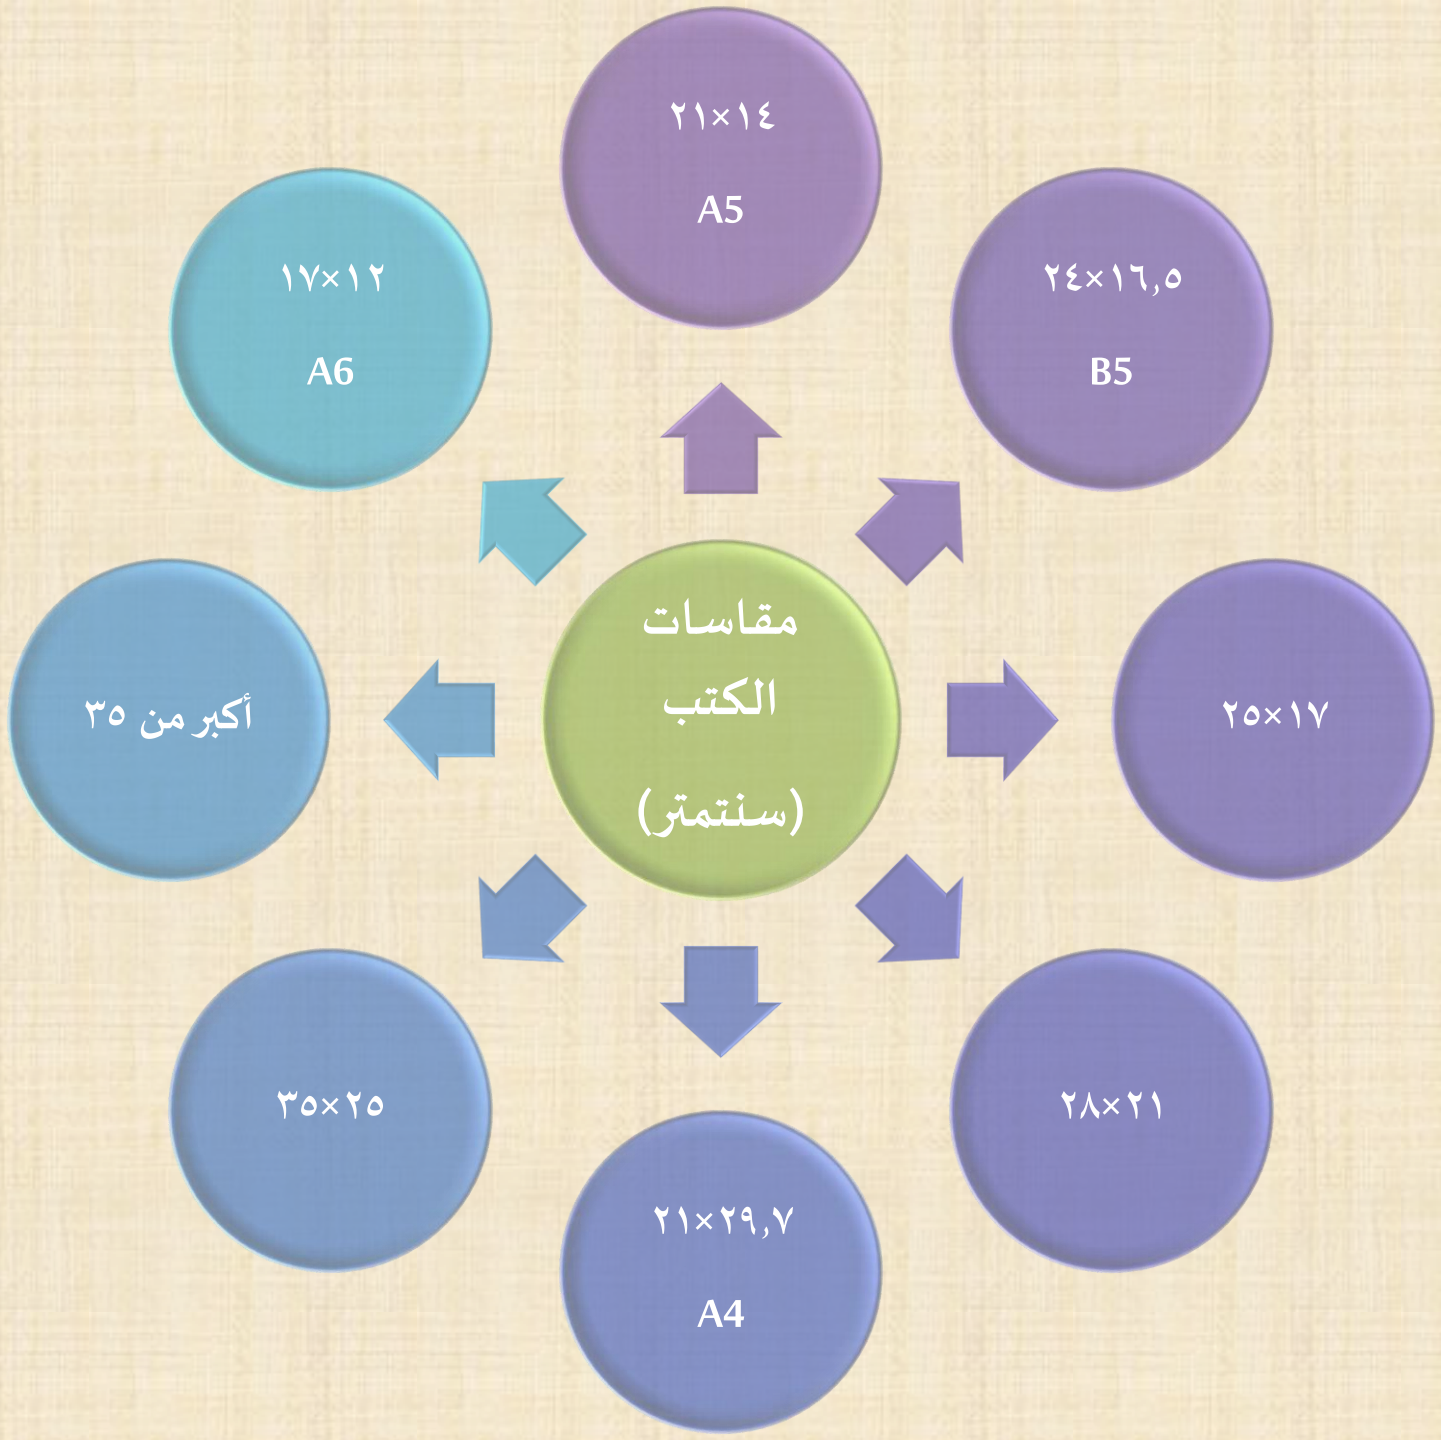 مقاسات
الكتب
(سنتمتر)
١٤×٢١
A5
١٦,٥×٢٤
B5
١٧×٢٥
٢١×٢٨
٢٩,٧×٢١
A4
٢٥×٣٥
أكبر من ٣٥
١٢×١٧
A6